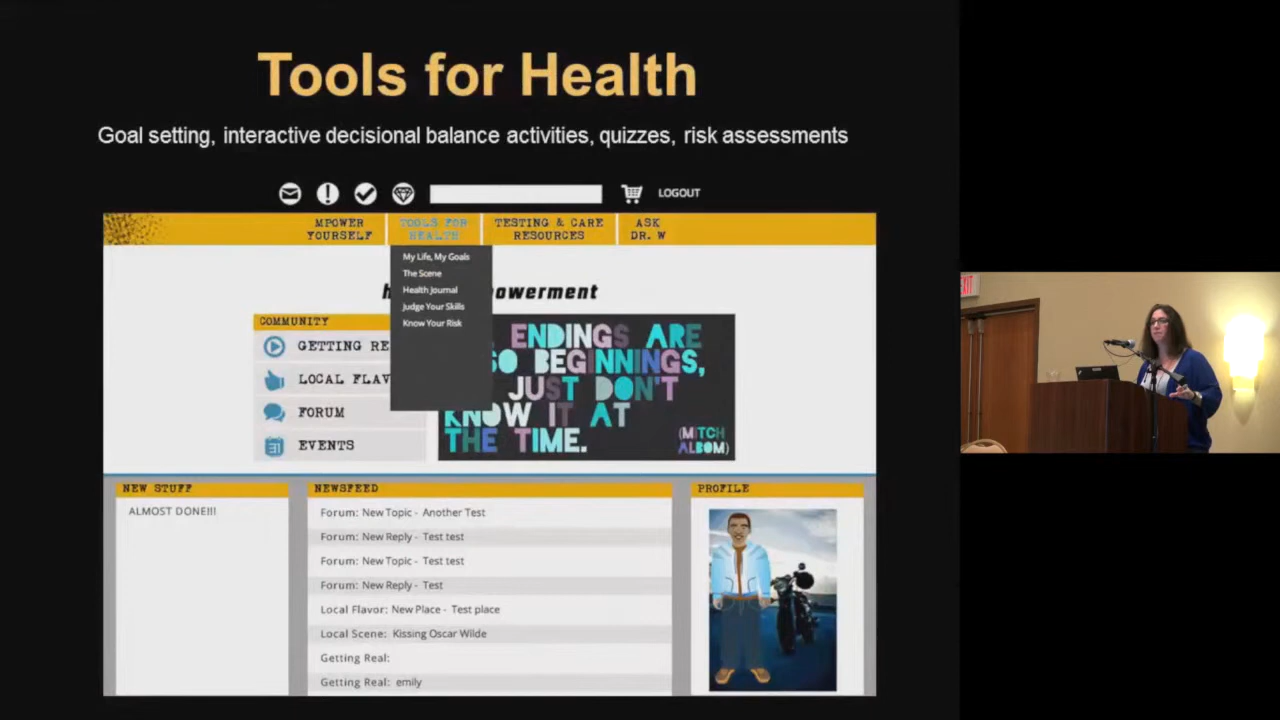 Tools for Health
Goal setting, interactive decisional balance activities, quizzes, risk assessments
LOGOUT
MPOWER
YOURSELF
TOOLS FOR
HEALTH
TESTING & CARE
RESOURCES
ASK
DR. W
My Life, My Goals
The Scene
Health Journal
Judge Your Skills
Know Your Risk
COMMUNITY
GETTING RE
LOCAL FLAV
FORUM
EVENTS
31
ENDINGS ARE
SO BEGINNINGS,
JUST DON'T
KNOW IT AT
THE TIME.
(MITCH
ALBOM)
NEW STUFF
ALMOST DONE!!!
NEWSFEED
Forum: New Topic - Another Test
Forum: New Reply - Test test
Forum: New Topic - Test test
Forum: New Reply - Test
Local Flavor: New Place - Test place
Local Scene: Kissing Oscar Wilde
Getting Real:
Getting Real: emily
PROFILE
EXIT